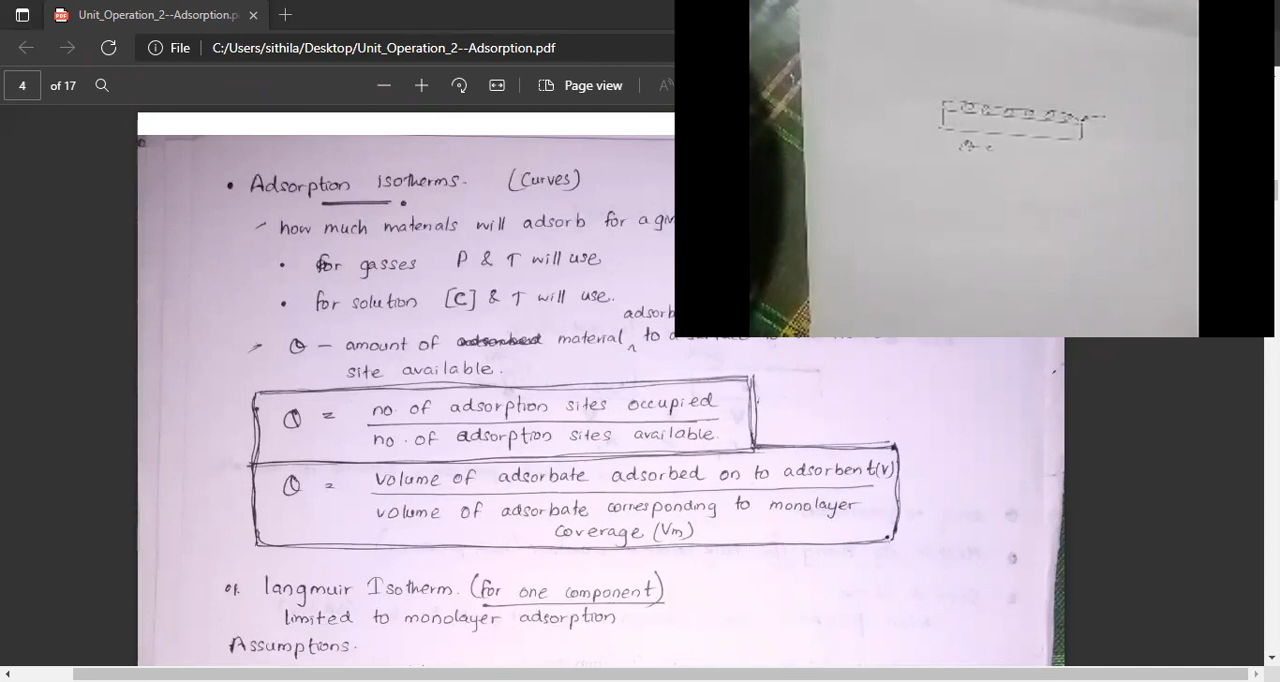 Unit_Operation_2--Adsorption.p
File C:/Users/sithila/Desktop/Unit_Operation_2--Adsorption.pdf
4 of 17 Page view
• Adsorption isotherms. (Curves)
how much materials will adsorb for a giv
• for gasses P & T will use
• for solution [C] & T will use.
adsorb
θ – amount of material to a
site available.
θ = no. of adsorption sites occupied
no. of adsorption sites available.
θ = volume of adsorbate adsorbed on to adsorbent (v)
volume of adsorbate corresponding to monolayer
coverage (Vm)
01. langmuir Isotherm. (for one component)
limited to monolayer adsorption
Assumptions.